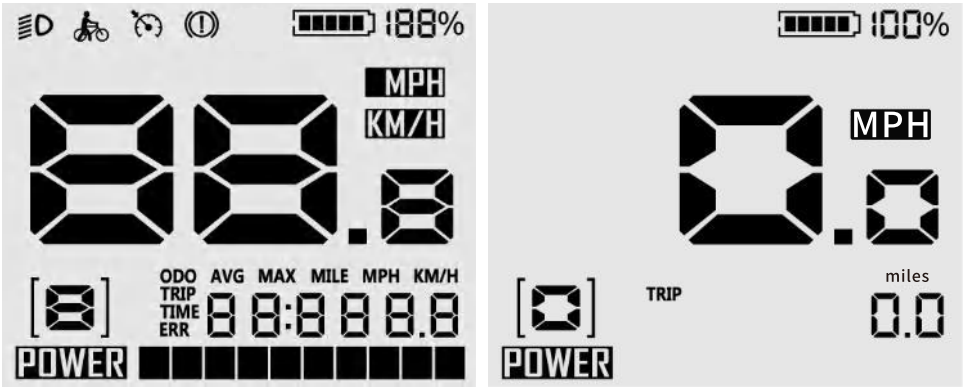 188%
MPH
KM/H
88.8
ODO AVG MAX MILE MPH KM/H
TRIP
TIME
ERR
[8]
88:888.8
POWER
100%
MPH
0.0
miles
TRIP
[0]
0.0
POWER